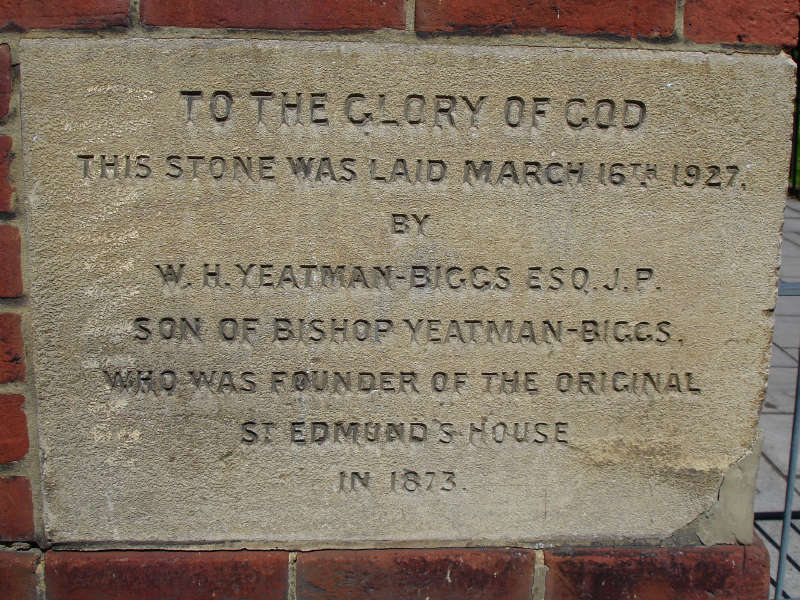 TO THE GLORY OF GOD
THIS STONE WAS LAID MARCH 16TH. 1927.
BY
W. H. YEATMAN-BIGGS ESQ. J. P.
SON OF BISHOP YEATMAN-BIGGS,
WHO WAS FOUNDER OF THE ORIGINAL
ST EDMUND'S HOUSE
IN 1873.